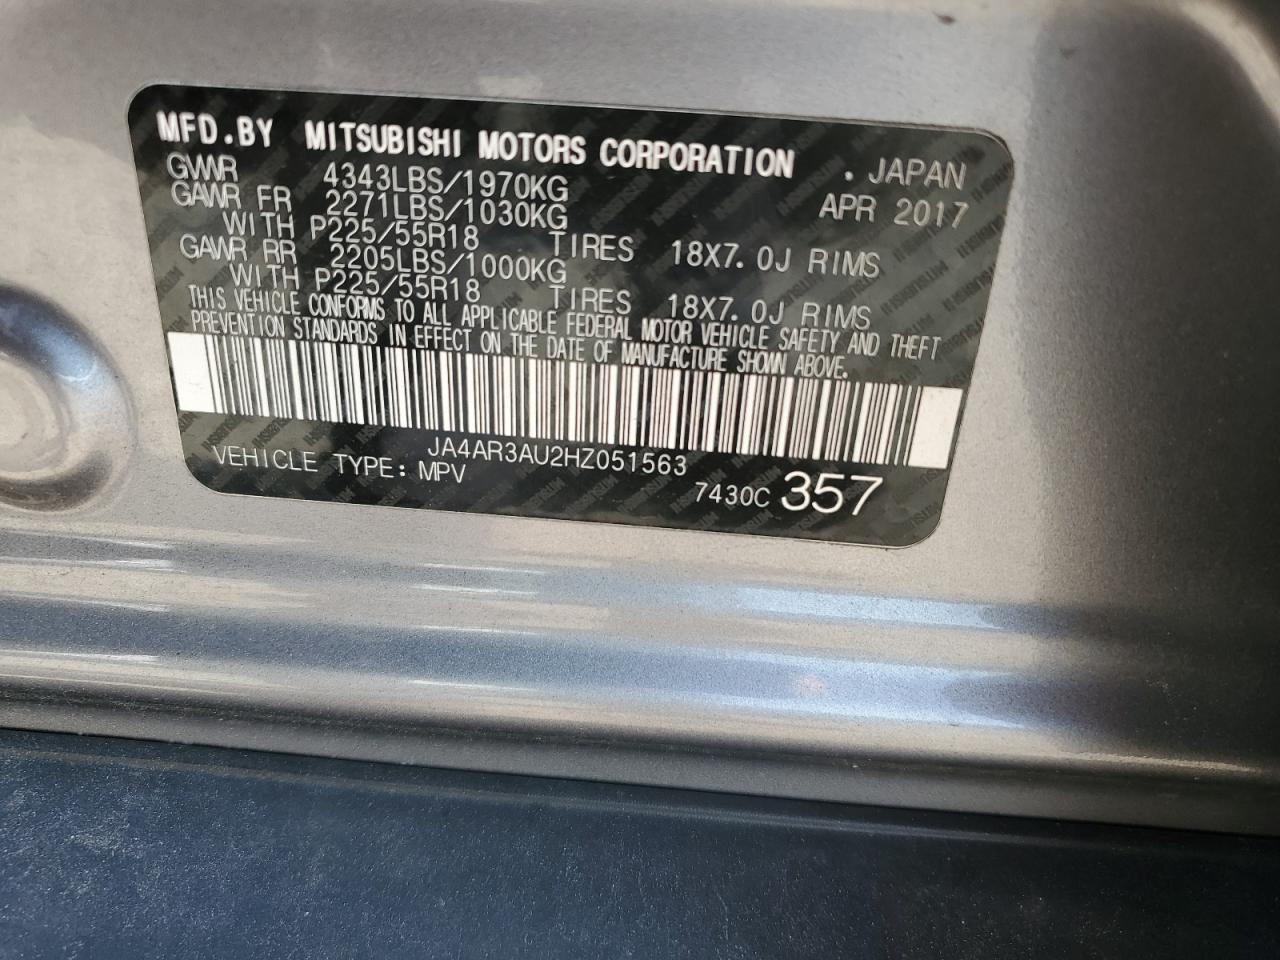 MFD.BY MITSUBISHI MOTORS CORPORATION . JAPAN
GVWR 4343LBS/1970KG APR 2017
GAWR FR 2271LBS/1030KG
WITH P225/55R18 TIRES 18X7.0J RIMS
GAWR RR 2205LBS/1000KG
WITH P225/55R18 TIRES 18X7.0J RIMS
THIS VEHICLE CONFORMS TO ALL APPLICABLE FEDERAL MOTOR VEHICLE SAFETY AND THEFT
PREVENTION STANDARDS IN EFFECT ON THE DATE OF MANUFACTURE SHOWN ABOVE.
JA4AR3AU2HZ051563
VEHICLE TYPE: MPV
7430C 357